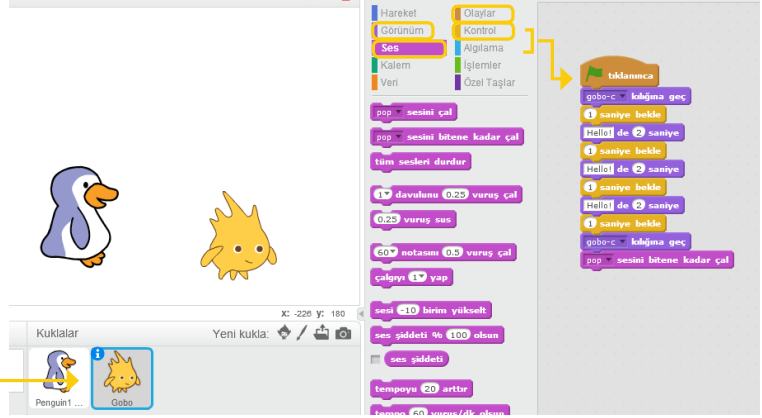 Hareket
Olaylar
Görünüm
Kontrol
Ses
Algılama
Kalem
İşlemler
Veri
Özel Taşlar
pop sesini çal
pop sesini bitene kadar çal
tüm sesleri durdur
1 davulunu 0.25 vuruş çal
0.25 vuruş sus
60 notasını 0.5 vuruş çal
çalgıyı 1 yap
sesi -10 birim yükselt
ses şiddeti % 100 olsun
ses şiddeti
tempoyu 20 arttır
tempo 60 vuruş/dk olsun
tıklanınca
gobo-c kılığına geç
1 saniye bekle
Hello! de 2 saniye
1 saniye bekle
Hello! de 2 saniye
1 saniye bekle
Hello! de 2 saniye
1 saniye bekle
gobo-c kılığına geç
pop sesini bitene kadar çal
x: -226 y: 180
Kuklalar
Yeni kukla:
Penguin1 ...
Gobo